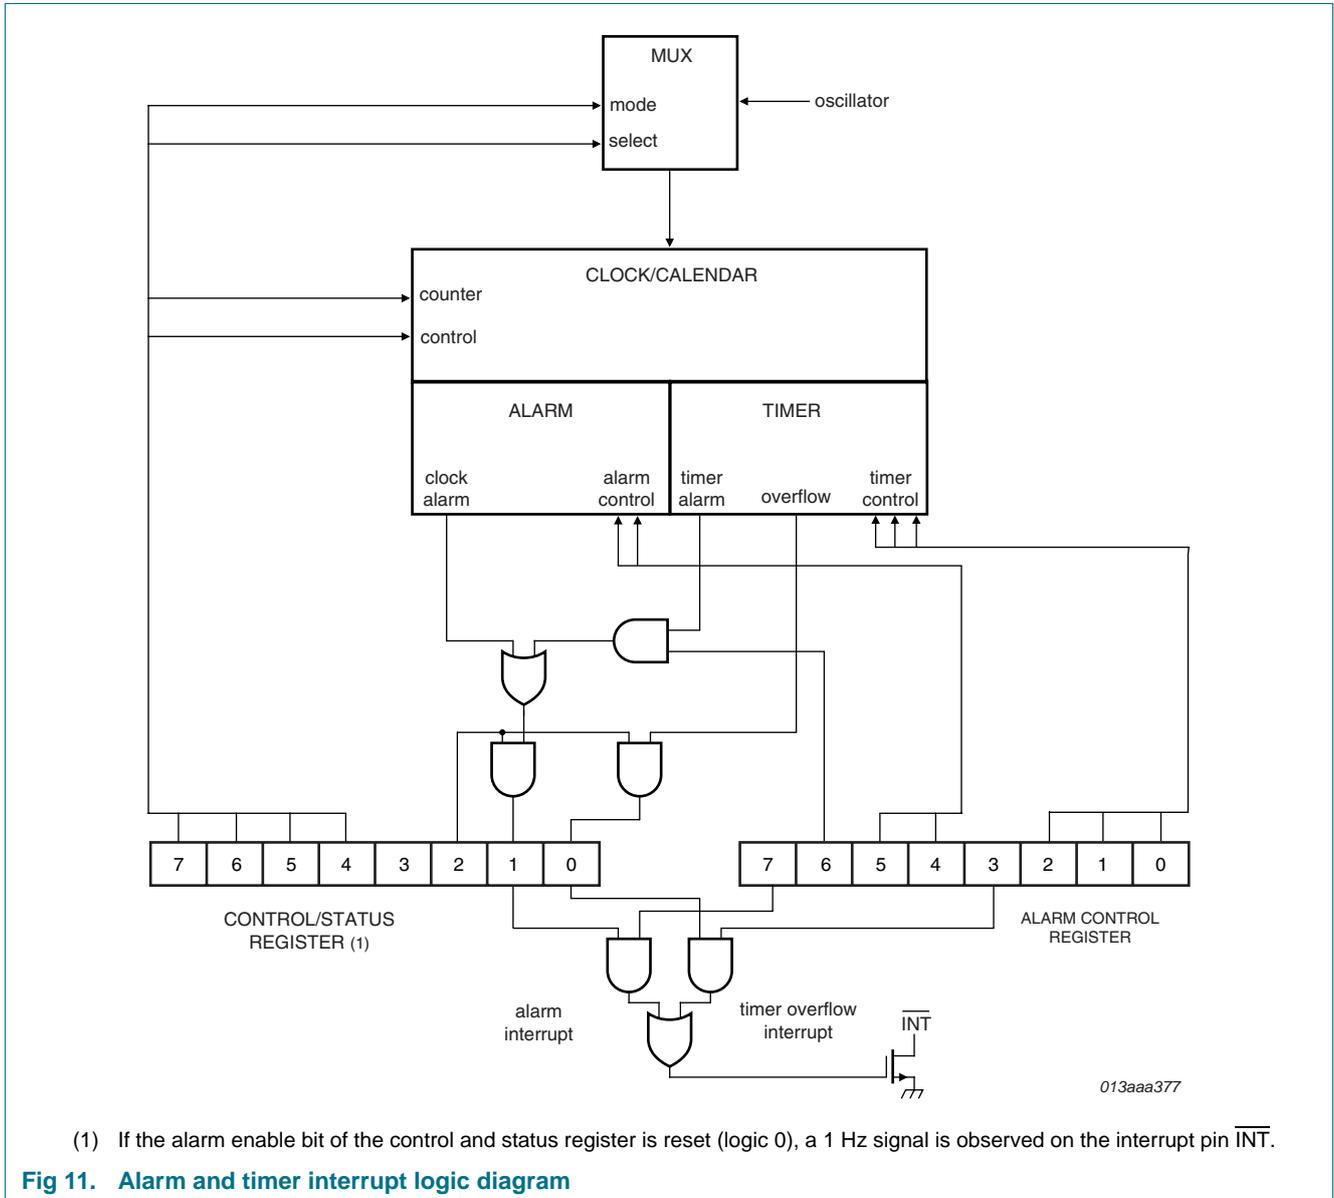 MUX
mode
select
oscillator
CLOCK/CALENDAR
counter
control
ALARM
TIMER
clock
alarm
alarm
control
timer
alarm
overflow
timer
control
7 6 5 4 3 2 1 0
7 6 5 4 3 2 1 0
CONTROL/STATUS
REGISTER (1)
ALARM CONTROL
REGISTER
alarm
interrupt
timer overflow
interrupt
INT
013aaa377
(1) If the alarm enable bit of the control and status register is reset (logic 0), a 1 Hz signal is observed on the interrupt pin INT.
Fig 11. Alarm and timer interrupt logic diagram